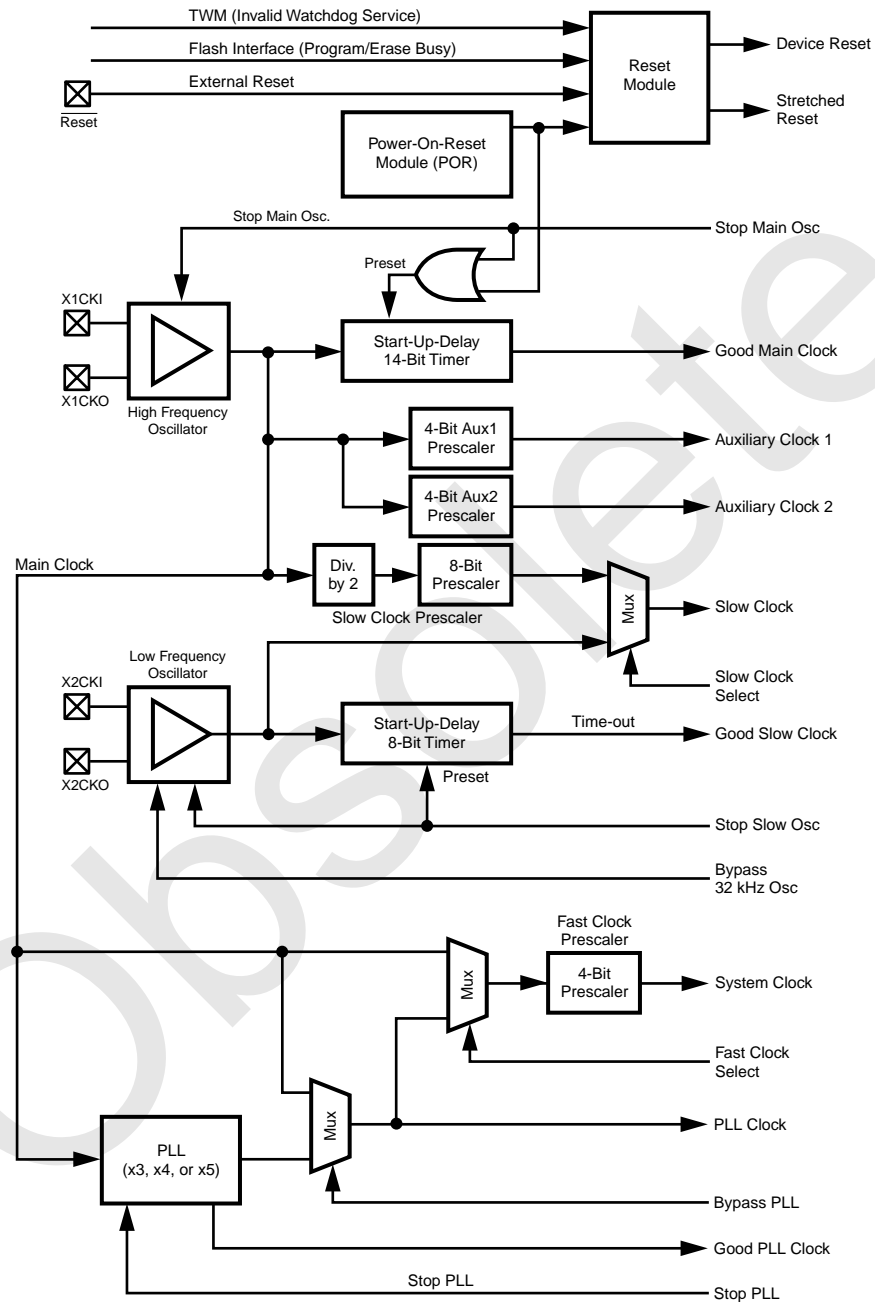 TWM (Invalid Watchdog Service)
Flash Interface (Program/Erase Busy)
External Reset
Reset
Reset
Module
Device Reset
Stretched
Reset
Power-On-Reset
Module (POR)
Stop Main Osc.
Stop Main Osc
Preset
X1CKI
X1CKO
High Frequency
Oscillator
Start-Up-Delay
14-Bit Timer
Good Main Clock
4-Bit Aux1
Prescaler
Auxiliary Clock 1
4-Bit Aux2
Prescaler
Auxiliary Clock 2
Main Clock
Div.
by 2
8-Bit
Prescaler
Slow Clock Prescaler
Mux
Slow Clock
Slow Clock
Select
Low Frequency
Oscillator
X2CKI
X2CKO
Start-Up-Delay
8-Bit Timer
Time-out
Good Slow Clock
Preset
Stop Slow Osc
Bypass
32 kHz Osc
Fast Clock
Prescaler
Mux
4-Bit
Prescaler
System Clock
Fast Clock
Select
Mux
PLL Clock
PLL
(x3, x4, or x5)
Bypass PLL
Good PLL Clock
Stop PLL
Stop PLL
Obsolete